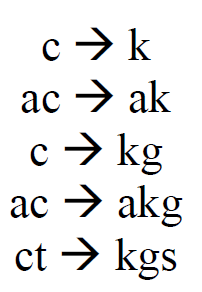 c → k
ac → ak
c → kg
ac → akg
ct → kgs